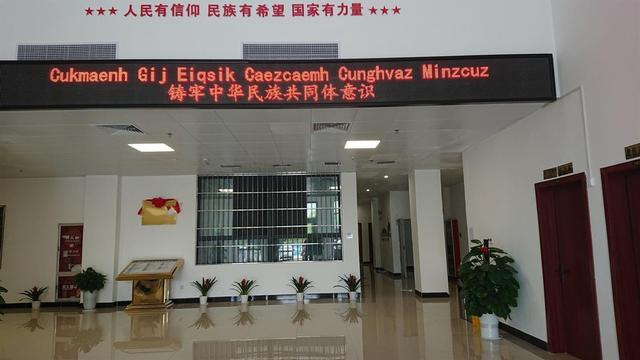 ★★★ 人民有信仰 民族有希望 国家有力量 ★★★
Cukmaenh Gij Eiqsik Caezcaemh Cunghvaz Minzcuz
铸牢中华民族共同体意识